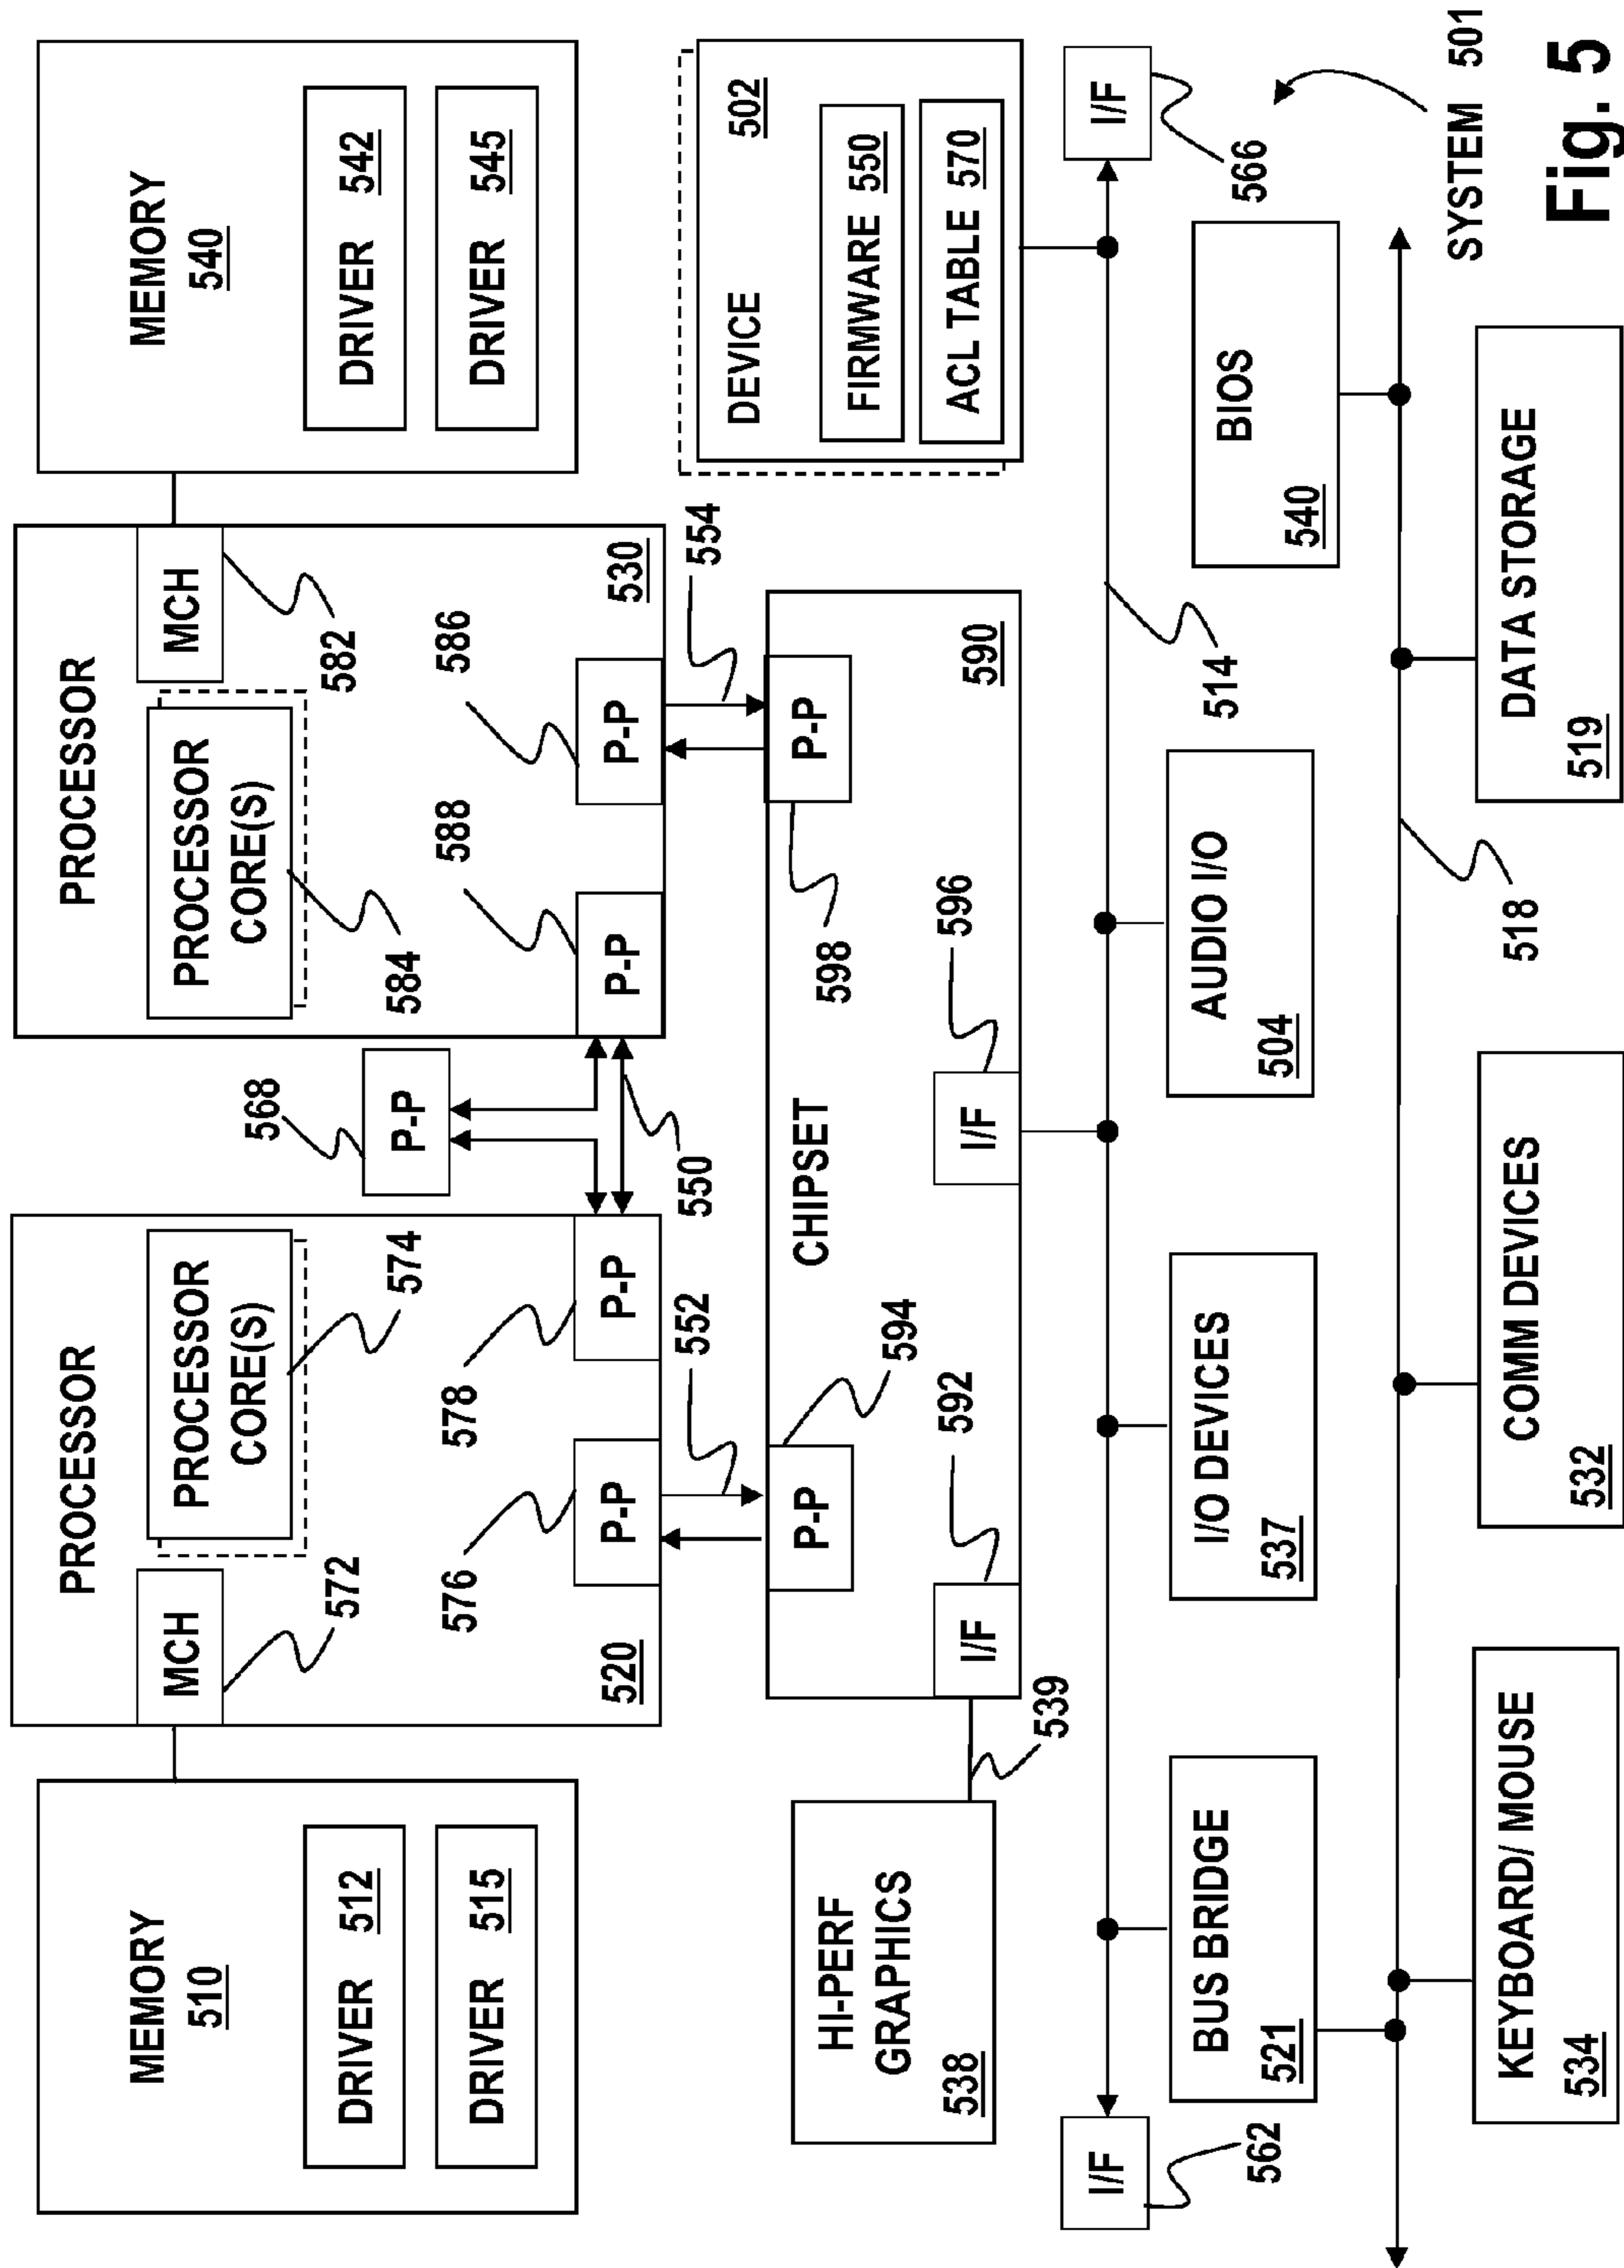 MEMORY
510
DRIVER 512
DRIVER 515
PROCESSOR
MCH
PROCESSOR
CORE(S)
572
574
576
578
P-P
P-P
520
568
P-P
550
PROCESSOR
PROCESSOR
CORE(S)
MCH
582
584
588
586
P-P
P-P
530
MEMORY
540
DRIVER 542
DRIVER 545
552
554
HI-PERF
GRAPHICS
538
539
CHIPSET
P-P
594
592
I/F
I/F
596
598
P-P
590
DEVICE
502
FIRMWARE 550
ACL TABLE 570
I/F
562
I/F
566
514
BUS BRIDGE
521
I/O DEVICES
537
AUDIO I/O
504
BIOS
540
518
KEYBOARD/ MOUSE
534
COMM DEVICES
532
DATA STORAGE
519
SYSTEM 501
Fig. 5